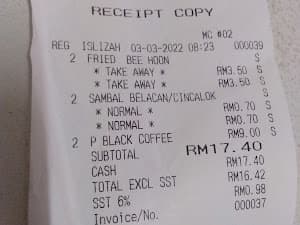 RECEIPT COPY
MC #02
REG ISLIZAH 03-03-2022 08:23 000039
2 FRIED BEE HOON S
* TAKE AWAY * RM3.50 S
* TAKE AWAY * RM3.50
2 SAMBAL BELACAN/CINCALOK S
* NORMAL * RM0.70 S
* NORMAL * RM0.70
2 P BLACK COFFEE RM9.00 S
SUBTOTAL RM17.40
CASH RM17.40
TOTAL EXCL SST RM16.42
SST 6% RM0.98
Invoice/No. 000037